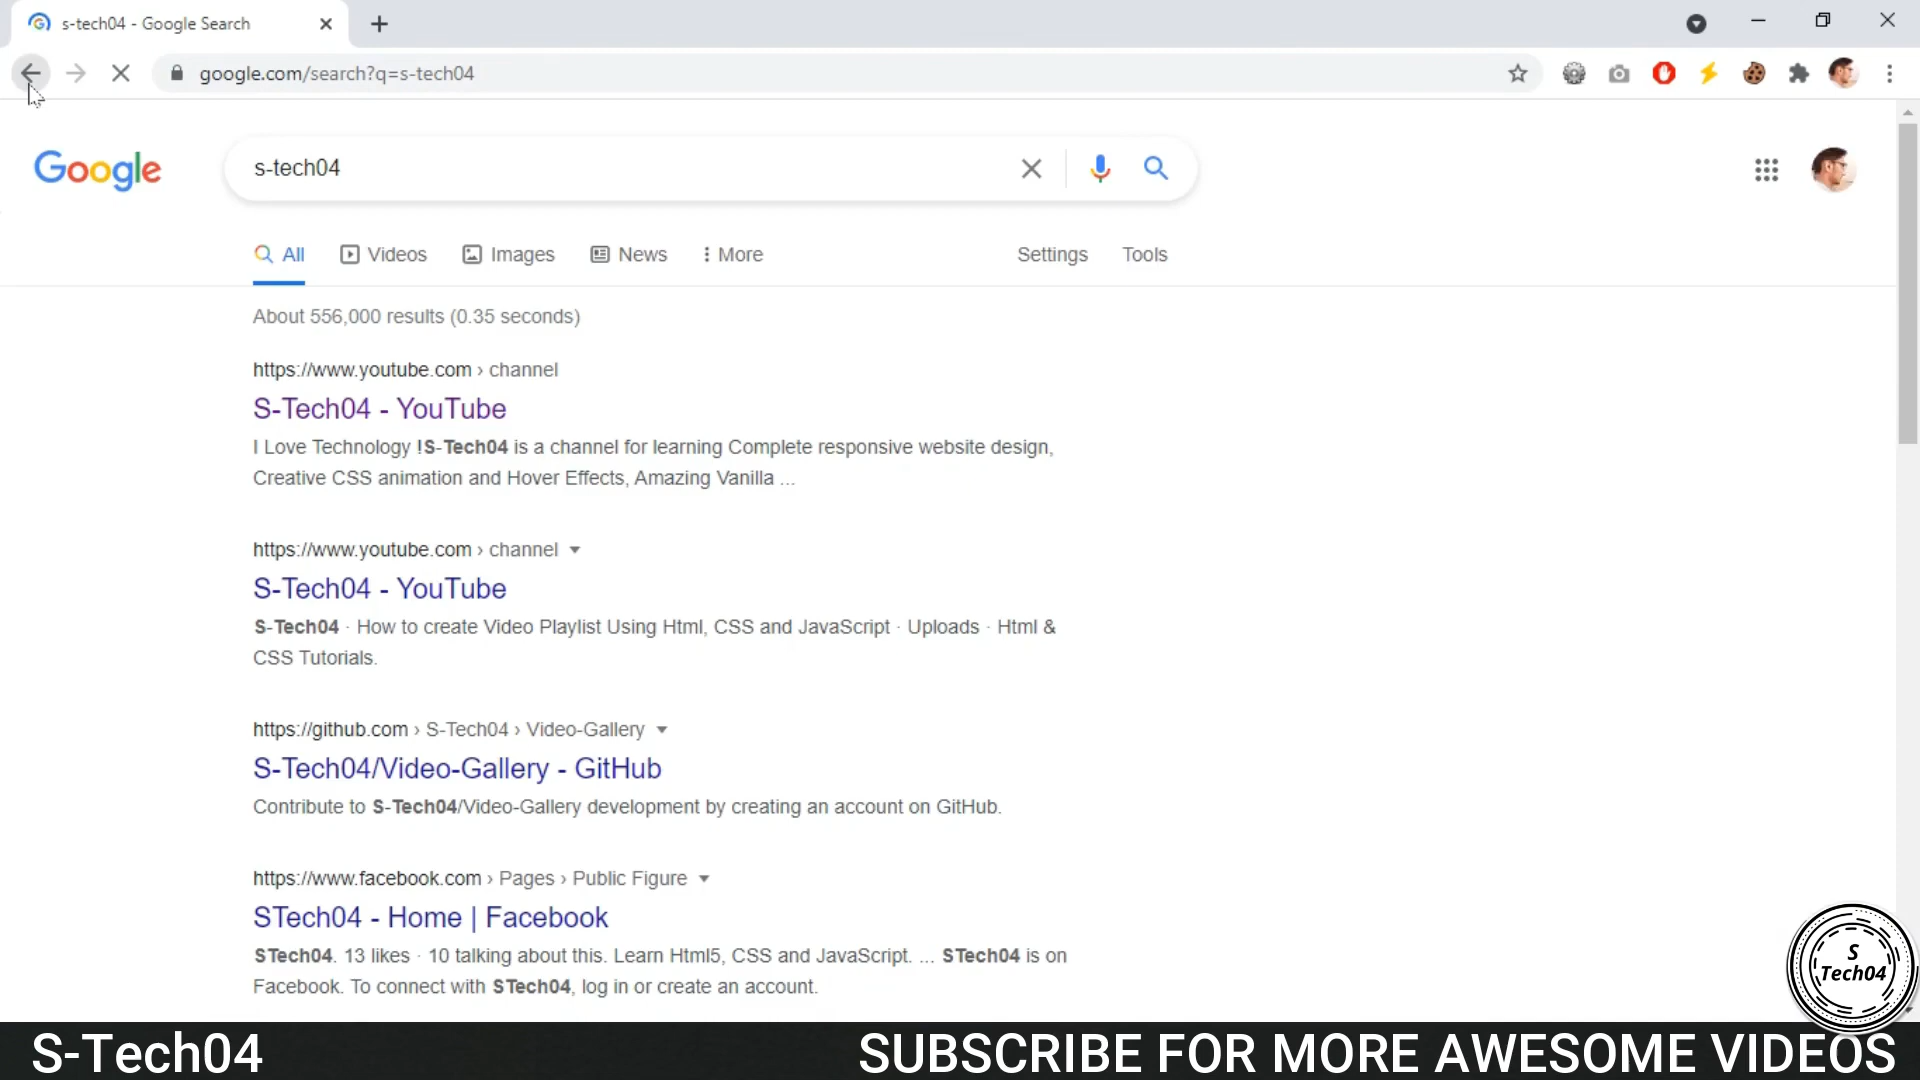 s-tech04 - Google Search
google.com/search?q=s-tech04
Google
s-tech04
All
Videos
Images
News
More
Settings
Tools
About 556,000 results (0.35 seconds)
https://www.youtube.com › channel
S-Tech04 - YouTube
I Love Technology !S-Tech04 is a channel for learning Complete responsive website design,
Creative CSS animation and Hover Effects, Amazing Vanilla ...
https://www.youtube.com › channel
S-Tech04 - YouTube
S-Tech04 · How to create Video Playlist Using Html, CSS and JavaScript · Uploads · Html &
CSS Tutorials.
https://github.com › S-Tech04 › Video-Gallery
S-Tech04/Video-Gallery - GitHub
Contribute to S-Tech04/Video-Gallery development by creating an account on GitHub.
https://www.facebook.com › Pages › Public Figure
STech04 - Home | Facebook
STech04. 13 likes · 10 talking about this. Learn Html5, CSS and JavaScript. ... STech04 is on
Facebook. To connect with STech04, log in or create an account.
S
Tech04
S-Tech04
SUBSCRIBE FOR MORE AWESOME VIDEOS